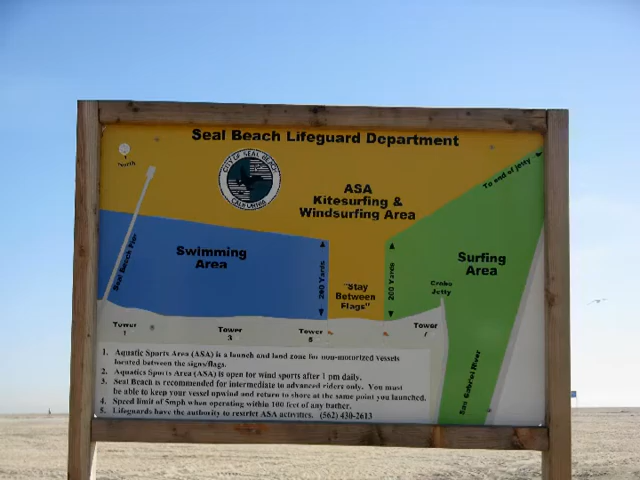 Seal Beach Lifeguard Department
CITY OF SEAL BEACH
CALIFORNIA
North
To end of jetty
ASA
Kitesurfing &
Windsurfing Area
Swimming
Area
Surfing
Area
Seal Beach Pier
200 Yards
200 Yards
"Stay
Between
Flags"
Jetty
Tower
1
Tower
3
Tower
5
Tower
7
San Gabriel River
1. Aquatic Sports Area (ASA) is a launch and land zone for non-motorized vessels
located between the signs/flags.
2. Aquatics Sports Area (ASA) is open for wind sports after 1 pm daily.
3. Seal Beach is recommended for intermediate to advanced riders only. You must
be able to keep your vessel upwind and return to shore at the same point you launched.
4. Speed limit of 5mph when operating within 100 feet of any bather.
5. Lifeguards have the authority to restrict ASA activities. (562) 430-2613